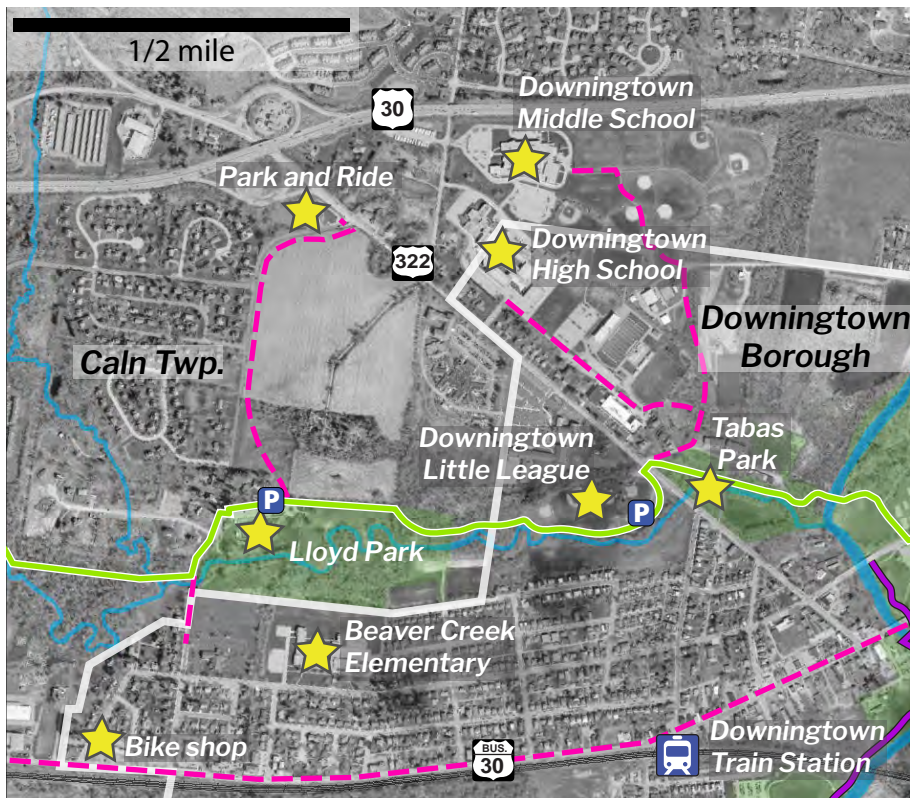 1/2 mile
30
Downingtown
Middle School
Park and Ride
322
Downingtown
High School
Downingtown
Borough
Caln Twp.
Downingtown
Little League
Tabas
Park
P
P
Lloyd Park
Beaver Creek
Elementary
Bike shop
BUS.
30
Downingtown
Train Station